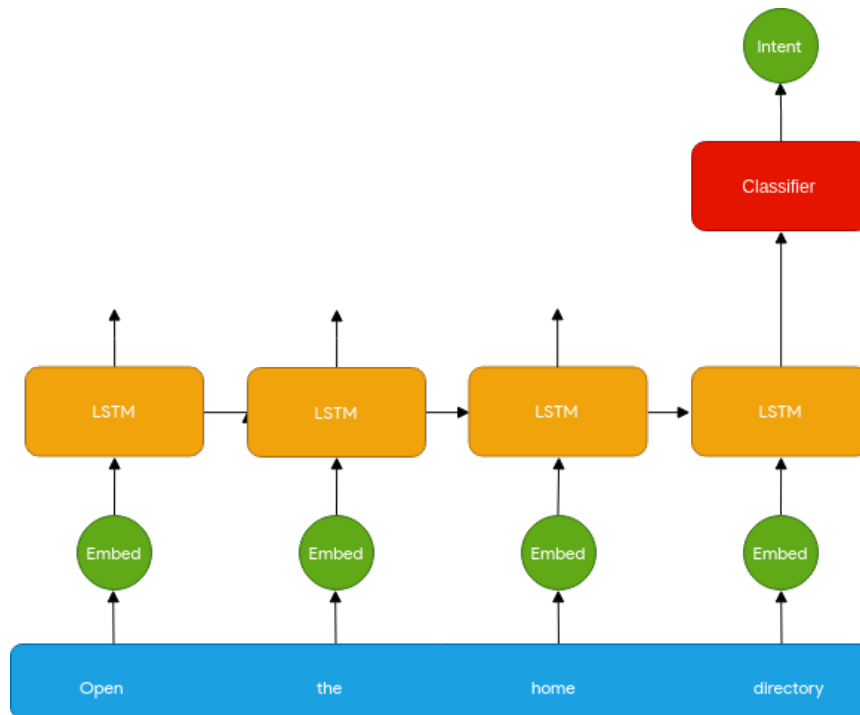 Intent
Classifier
LSTM LSTM LSTM LSTM
Embed Embed Embed Embed
Open the home directory